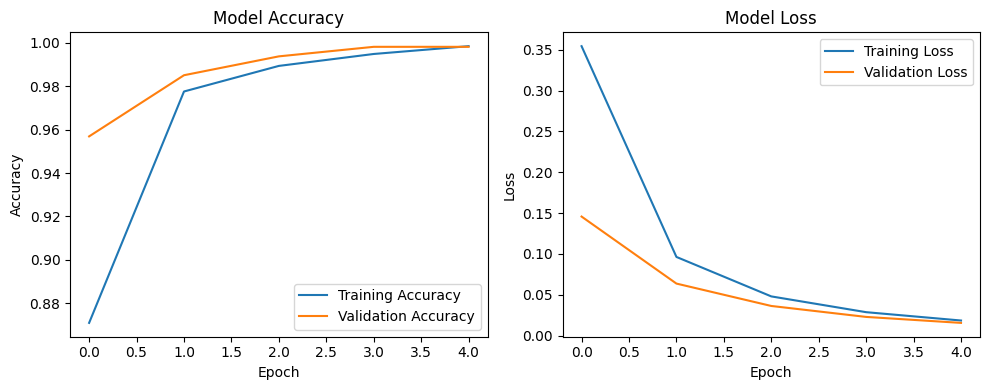 Model Accuracy
1.00
0.98
0.96
0.94
0.92
0.90
0.88
Accuracy
Training Accuracy
Validation Accuracy
0.0 0.5 1.0 1.5 2.0 2.5 3.0 3.5 4.0
Epoch
Model Loss
0.35
0.30
0.25
0.20
0.15
0.10
0.05
0.00
Loss
Training Loss
Validation Loss
0.0 0.5 1.0 1.5 2.0 2.5 3.0 3.5 4.0
Epoch